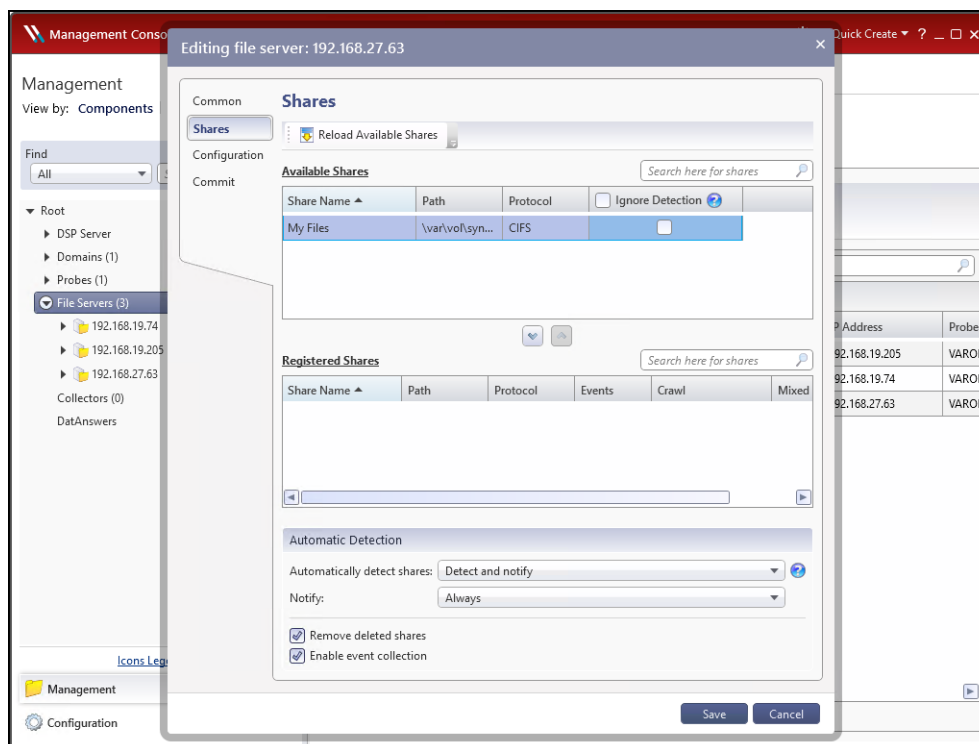 Management Conso
Quick Create
?
Editing file server: 192.168.27.63
Management
View by: Components
Find
All
Root
DSP Server
Domains (1)
Probes (1)
File Servers (3)
192.168.19.74
192.168.19.205
192.168.27.63
Collectors (0)
DatAnswers
Icons Leg
Management
Configuration
Common
Shares
Configuration
Commit
Shares
Reload Available Shares
Available Shares
Search here for shares
Share Name Path Protocol Ignore Detection
My Files \var\vol\syn... CIFS
Registered Shares
Search here for shares
Share Name Path Protocol Events Crawl Mixed
Automatic Detection
Automatically detect shares: Detect and notify
Notify: Always
Remove deleted shares
Enable event collection
Save Cancel
P Address Probe
92.168.19.205 VARO
92.168.19.74 VARO
92.168.27.63 VARO